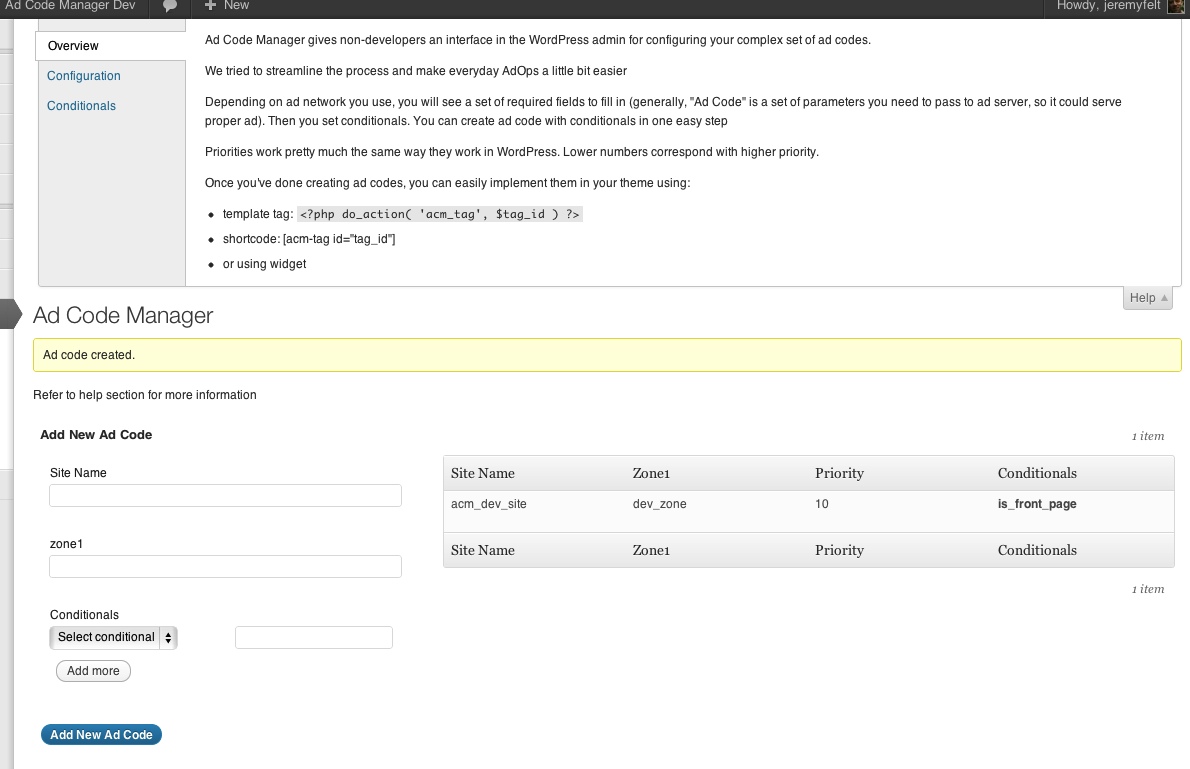 Ad Code Manager Dev New Howdy, jeremyfelt
Overview
Configuration
Conditionals
Ad Code Manager gives non-developers an interface in the WordPress admin for configuring your complex set of ad codes.
We tried to streamline the process and make everyday AdOps a little bit easier
Depending on ad network you use, you will see a set of required fields to fill in (generally, "Ad Code" is a set of parameters you need to pass to ad server, so it could serve
proper ad). Then you set conditionals. You can create ad code with conditionals in one easy step
Priorities work pretty much the same way they work in WordPress. Lower numbers correspond with higher priority.
Once you've done creating ad codes, you can easily implement them in your theme using:
template tag: <?php do_action( 'acm_tag', $tag_id ) ?>
shortcode: [acm-tag id="tag_id"]
or using widget
Help
Ad Code Manager
Ad code created.
Refer to help section for more information
Add New Ad Code
Site Name
zone1
Conditionals
Select conditional
Add more
Add New Ad Code
1 item
Site Name Zone1 Priority Conditionals
acm_dev_site dev_zone 10 is_front_page
Site Name Zone1 Priority Conditionals
1 item